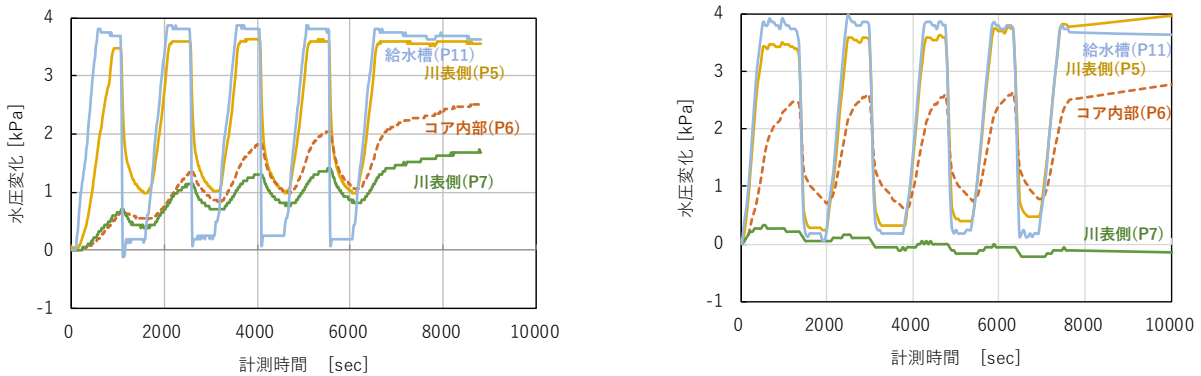 4
3
2
1
0
-1
水圧変化 [kPa]
給水槽(P11)
川表側(P5)
コア内部(P6)
川表側(P7)
0
2000
4000
6000
8000
10000
計測時間 [sec]
4
3
2
1
0
-1
水圧変化 [kPa]
給水槽(P11)
川表側(P5)
コア内部(P6)
川表側(P7)
0
2000
4000
6000
8000
10000
計測時間 [sec]